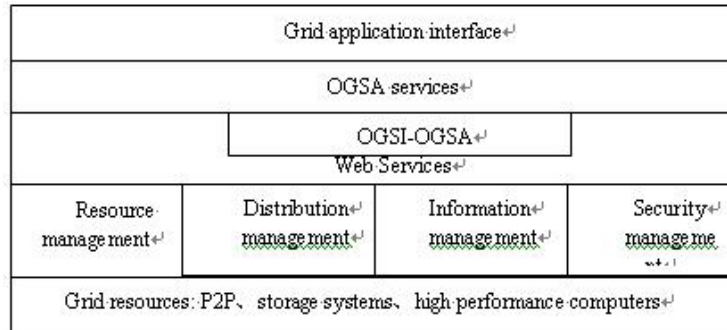 Grid application interface
OGSA services
OGSI-OGSA
Web Services
Resource
management
Distribution
management
Information
management
Security
manageme
Grid resources: P2P、storage systems、high performance computers